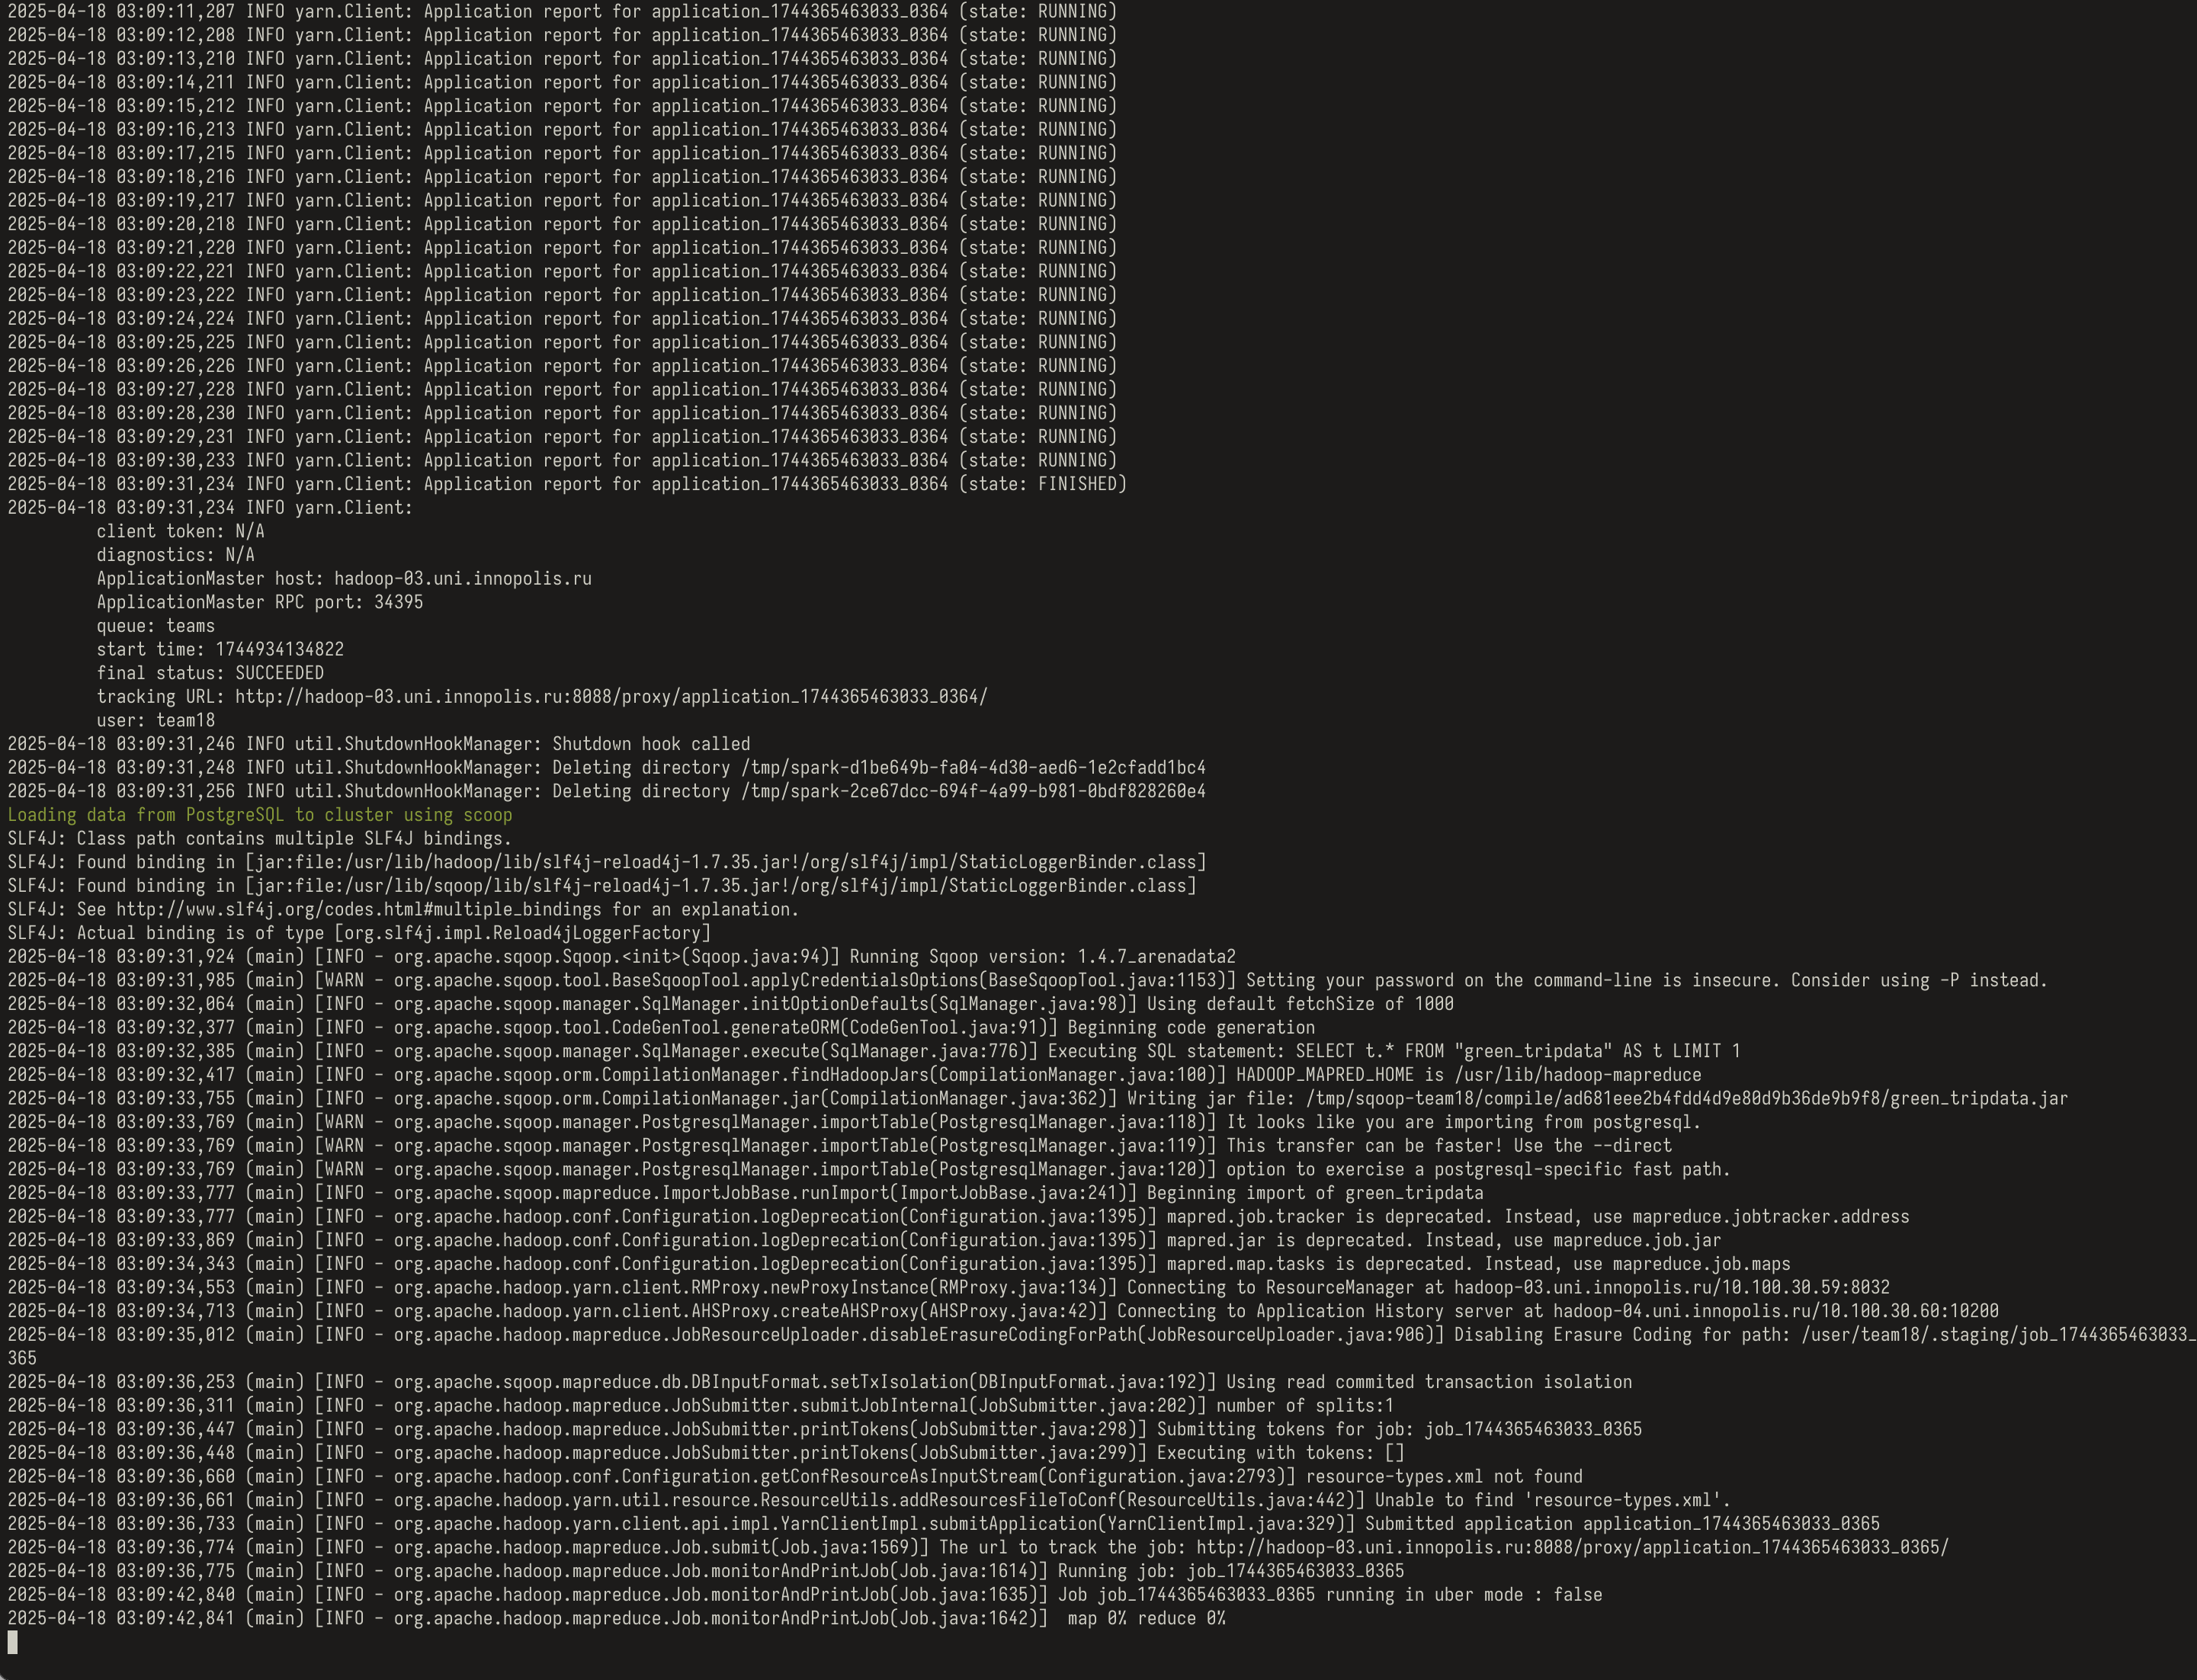 2025-04-18 03:09:11,207 INFO yarn.Client: Application report for application_1744365463033_0364 (state: RUNNING)
2025-04-18 03:09:12,208 INFO yarn.Client: Application report for application_1744365463033_0364 (state: RUNNING)
2025-04-18 03:09:13,210 INFO yarn.Client: Application report for application_1744365463033_0364 (state: RUNNING)
2025-04-18 03:09:14,211 INFO yarn.Client: Application report for application_1744365463033_0364 (state: RUNNING)
2025-04-18 03:09:15,212 INFO yarn.Client: Application report for application_1744365463033_0364 (state: RUNNING)
2025-04-18 03:09:16,213 INFO yarn.Client: Application report for application_1744365463033_0364 (state: RUNNING)
2025-04-18 03:09:17,215 INFO yarn.Client: Application report for application_1744365463033_0364 (state: RUNNING)
2025-04-18 03:09:18,216 INFO yarn.Client: Application report for application_1744365463033_0364 (state: RUNNING)
2025-04-18 03:09:19,217 INFO yarn.Client: Application report for application_1744365463033_0364 (state: RUNNING)
2025-04-18 03:09:20,218 INFO yarn.Client: Application report for application_1744365463033_0364 (state: RUNNING)
2025-04-18 03:09:21,220 INFO yarn.Client: Application report for application_1744365463033_0364 (state: RUNNING)
2025-04-18 03:09:22,221 INFO yarn.Client: Application report for application_1744365463033_0364 (state: RUNNING)
2025-04-18 03:09:23,222 INFO yarn.Client: Application report for application_1744365463033_0364 (state: RUNNING)
2025-04-18 03:09:24,224 INFO yarn.Client: Application report for application_1744365463033_0364 (state: RUNNING)
2025-04-18 03:09:25,225 INFO yarn.Client: Application report for application_1744365463033_0364 (state: RUNNING)
2025-04-18 03:09:26,226 INFO yarn.Client: Application report for application_1744365463033_0364 (state: RUNNING)
2025-04-18 03:09:27,228 INFO yarn.Client: Application report for application_1744365463033_0364 (state: RUNNING)
2025-04-18 03:09:28,230 INFO yarn.Client: Application report for application_1744365463033_0364 (state: RUNNING)
2025-04-18 03:09:29,231 INFO yarn.Client: Application report for application_1744365463033_0364 (state: RUNNING)
2025-04-18 03:09:30,233 INFO yarn.Client: Application report for application_1744365463033_0364 (state: RUNNING)
2025-04-18 03:09:31,234 INFO yarn.Client: Application report for application_1744365463033_0364 (state: FINISHED)
2025-04-18 03:09:31,234 INFO yarn.Client:
client token: N/A
diagnostics: N/A
ApplicationMaster host: hadoop-03.uni.innopolis.ru
ApplicationMaster RPC port: 34395
queue: teams
start time: 1744934134822
final status: SUCCEEDED
tracking URL: http://hadoop-03.uni.innopolis.ru:8088/proxy/application_1744365463033_0364/
user: team18
2025-04-18 03:09:31,246 INFO util.ShutdownHookManager: Shutdown hook called
2025-04-18 03:09:31,248 INFO util.ShutdownHookManager: Deleting directory /tmp/spark-d1be649b-fa04-4d30-aed6-1e2cfadd1bc4
2025-04-18 03:09:31,256 INFO util.ShutdownHookManager: Deleting directory /tmp/spark-2ce67dcc-694f-4a99-b981-0bdf828260e4
Loading data from PostgreSQL to cluster using scoop
SLF4J: Class path contains multiple SLF4J bindings.
SLF4J: Found binding in [jar:file:/usr/lib/hadoop/lib/slf4j-reload4j-1.7.35.jar!/org/slf4j/impl/StaticLoggerBinder.class]
SLF4J: Found binding in [jar:file:/usr/lib/sqoop/lib/slf4j-reload4j-1.7.35.jar!/org/slf4j/impl/StaticLoggerBinder.class]
SLF4J: See http://www.slf4j.org/codes.html#multiple_bindings for an explanation.
SLF4J: Actual binding is of type [org.slf4j.impl.Reload4jLoggerFactory]
2025-04-18 03:09:31,924 (main) [INFO - org.apache.sqoop.Sqoop.<init>(Sqoop.java:94)] Running Sqoop version: 1.4.7_arenadata2
2025-04-18 03:09:31,985 (main) [WARN - org.apache.sqoop.tool.BaseSqoopTool.applyCredentialsOptions(BaseSqoopTool.java:1153)] Setting your password on the command-line is insecure. Consider using -P instead.
2025-04-18 03:09:32,064 (main) [INFO - org.apache.sqoop.manager.SqlManager.initOptionDefaults(SqlManager.java:98)] Using default fetchSize of 1000
2025-04-18 03:09:32,377 (main) [INFO - org.apache.sqoop.tool.CodeGenTool.generateORM(CodeGenTool.java:91)] Beginning code generation
2025-04-18 03:09:32,385 (main) [INFO - org.apache.sqoop.manager.SqlManager.execute(SqlManager.java:776)] Executing SQL statement: SELECT t.* FROM "green_tripdata" AS t LIMIT 1
2025-04-18 03:09:32,417 (main) [INFO - org.apache.sqoop.orm.CompilationManager.findHadoopJars(CompilationManager.java:100)] HADOOP_MAPRED_HOME is /usr/lib/hadoop-mapreduce
2025-04-18 03:09:33,755 (main) [INFO - org.apache.sqoop.orm.CompilationManager.jar(CompilationManager.java:362)] Writing jar file: /tmp/sqoop-team18/compile/ad681eee2b4fdd4d9e80d9b36de9b9f8/green_tripdata.jar
2025-04-18 03:09:33,769 (main) [WARN - org.apache.sqoop.manager.PostgresqlManager.importTable(PostgresqlManager.java:118)] It looks like you are importing from postgresql.
2025-04-18 03:09:33,769 (main) [WARN - org.apache.sqoop.manager.PostgresqlManager.importTable(PostgresqlManager.java:119)] This transfer can be faster! Use the --direct
2025-04-18 03:09:33,769 (main) [WARN - org.apache.sqoop.manager.PostgresqlManager.importTable(PostgresqlManager.java:120)] option to exercise a postgresql-specific fast path.
2025-04-18 03:09:33,777 (main) [INFO - org.apache.sqoop.mapreduce.ImportJobBase.runImport(ImportJobBase.java:241)] Beginning import of green_tripdata
2025-04-18 03:09:33,777 (main) [INFO - org.apache.hadoop.conf.Configuration.logDeprecation(Configuration.java:1395)] mapred.job.tracker is deprecated. Instead, use mapreduce.jobtracker.address
2025-04-18 03:09:33,869 (main) [INFO - org.apache.hadoop.conf.Configuration.logDeprecation(Configuration.java:1395)] mapred.jar is deprecated. Instead, use mapreduce.job.jar
2025-04-18 03:09:34,343 (main) [INFO - org.apache.hadoop.conf.Configuration.logDeprecation(Configuration.java:1395)] mapred.map.tasks is deprecated. Instead, use mapreduce.job.maps
2025-04-18 03:09:34,553 (main) [INFO - org.apache.hadoop.yarn.client.RMProxy.newProxyInstance(RMProxy.java:134)] Connecting to ResourceManager at hadoop-03.uni.innopolis.ru/10.100.30.59:8032
2025-04-18 03:09:34,713 (main) [INFO - org.apache.hadoop.yarn.client.AHSProxy.createAHSProxy(AHSProxy.java:42)] Connecting to Application History server at hadoop-04.uni.innopolis.ru/10.100.30.60:10200
2025-04-18 03:09:35,012 (main) [INFO - org.apache.hadoop.mapreduce.JobResourceUploader.disableErasureCodingForPath(JobResourceUploader.java:906)] Disabling Erasure Coding for path: /user/team18/.staging/job_1744365463033_
365
2025-04-18 03:09:36,253 (main) [INFO - org.apache.sqoop.mapreduce.db.DBInputFormat.setTxIsolation(DBInputFormat.java:192)] Using read commited transaction isolation
2025-04-18 03:09:36,311 (main) [INFO - org.apache.hadoop.mapreduce.JobSubmitter.submitJobInternal(JobSubmitter.java:202)] number of splits:1
2025-04-18 03:09:36,447 (main) [INFO - org.apache.hadoop.mapreduce.JobSubmitter.printTokens(JobSubmitter.java:298)] Submitting tokens for job: job_1744365463033_0365
2025-04-18 03:09:36,448 (main) [INFO - org.apache.hadoop.mapreduce.JobSubmitter.printTokens(JobSubmitter.java:299)] Executing with tokens: []
2025-04-18 03:09:36,660 (main) [INFO - org.apache.hadoop.conf.Configuration.getConfResourceAsInputStream(Configuration.java:2793)] resource-types.xml not found
2025-04-18 03:09:36,661 (main) [INFO - org.apache.hadoop.yarn.util.resource.ResourceUtils.addResourcesFileToConf(ResourceUtils.java:442)] Unable to find 'resource-types.xml'.
2025-04-18 03:09:36,733 (main) [INFO - org.apache.hadoop.yarn.client.api.impl.YarnClientImpl.submitApplication(YarnClientImpl.java:329)] Submitted application application_1744365463033_0365
2025-04-18 03:09:36,774 (main) [INFO - org.apache.hadoop.mapreduce.Job.submit(Job.java:1569)] The url to track the job: http://hadoop-03.uni.innopolis.ru:8088/proxy/application_1744365463033_0365/
2025-04-18 03:09:36,775 (main) [INFO - org.apache.hadoop.mapreduce.Job.monitorAndPrintJob(Job.java:1614)] Running job: job_1744365463033_0365
2025-04-18 03:09:42,840 (main) [INFO - org.apache.hadoop.mapreduce.Job.monitorAndPrintJob(Job.java:1635)] Job job_1744365463033_0365 running in uber mode : false
2025-04-18 03:09:42,841 (main) [INFO - org.apache.hadoop.mapreduce.Job.monitorAndPrintJob(Job.java:1642)]  map 0% reduce 0%